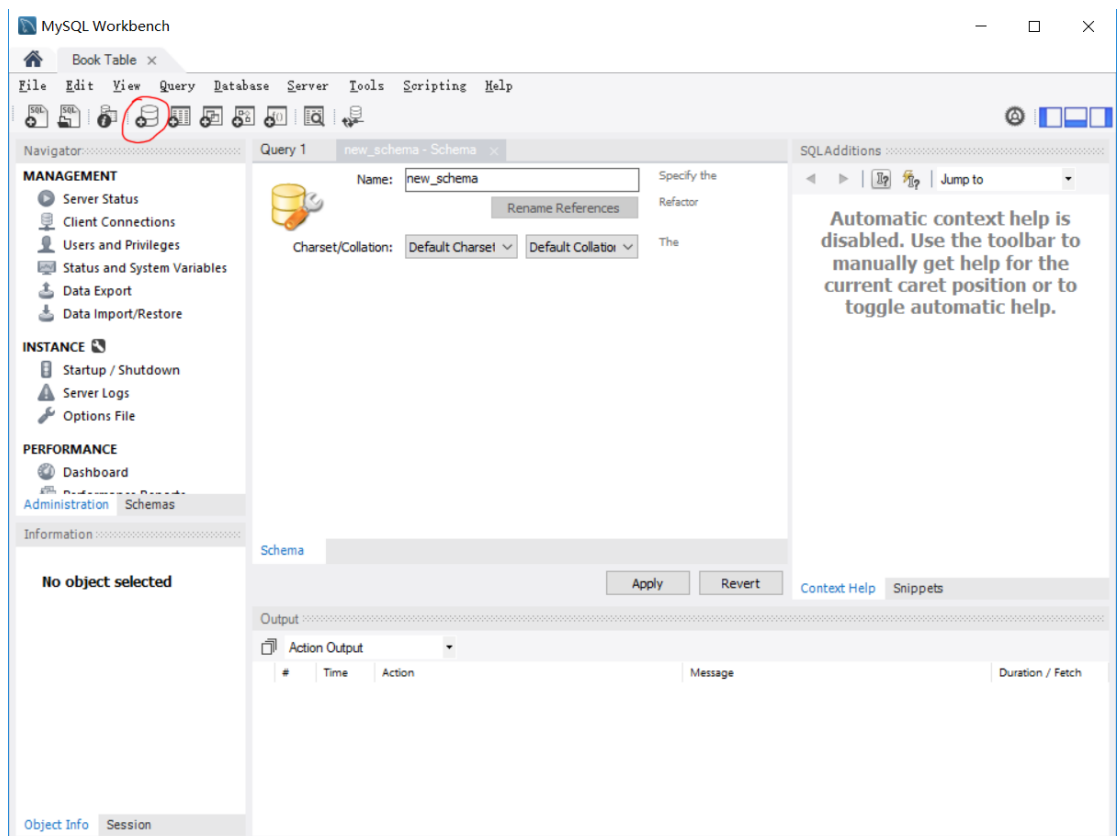 MySQL Workbench
Book Table
File Edit View Query Database Server Tools Scripting Help
Navigator
MANAGEMENT
Server Status
Client Connections
Users and Privileges
Status and System Variables
Data Export
Data Import/Restore
INSTANCE
Startup / Shutdown
Server Logs
Options File
PERFORMANCE
Dashboard
Performance Reports
Administration Schemas
Information
No object selected
Object Info Session
Query 1 new_schema - Schema
Name: new_schema Specify the
Rename References Refactor
Charset/Collation: Default Charset Default Collation The
Schema
Apply Revert
SQLAdditions
Jump to
Automatic context help is
disabled. Use the toolbar to
manually get help for the
current caret position or to
toggle automatic help.
Context Help Snippets
Output
Action Output
# Time Action Message Duration / Fetch